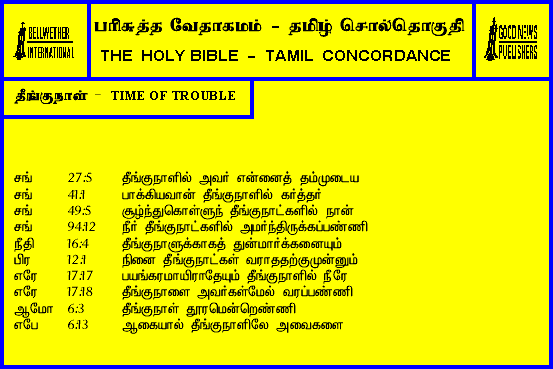 BELLWETHER
INTERNATIONAL
பரிசுத்த வேதாகமம் - தமிழ் சொல்தொகுதி
THE HOLY BIBLE - TAMIL CONCORDANCE
GOOD NEWS
PUBLISHERS
தீங்குநாள் - TIME OF TROUBLE
சங் 27:5 தீங்குநாளில் அவர் என்னைத் தம்முடைய
சங் 41:1 பாக்கியவான் தீங்குநாளில் கர்த்தர்
சங் 49:5 சூழ்ந்துகொள்ளுந் தீங்குநாட்களில் நான்
சங் 94:12 நீர் தீங்குநாட்களில் அமர்ந்திருக்கப்பண்ணி
நீதி 16:4 தீங்குநாளுக்காகத் துன்மார்க்கனையும்
பிர 12:1 நினை தீங்குநாட்கள் வராததற்குமுன்னும்
எரே 17:17 பயங்கரமாயிராதேயும் தீங்குநாளில் நீரே
எரே 17:18 தீங்குநாளை அவர்கள்மேல் வரப்பண்ணி
ஆமோ 6:3 தீங்குநாள் தூரமென்றெண்ணி
எபே 6:13 ஆகையால் தீங்குநாளிலே அவைகளை